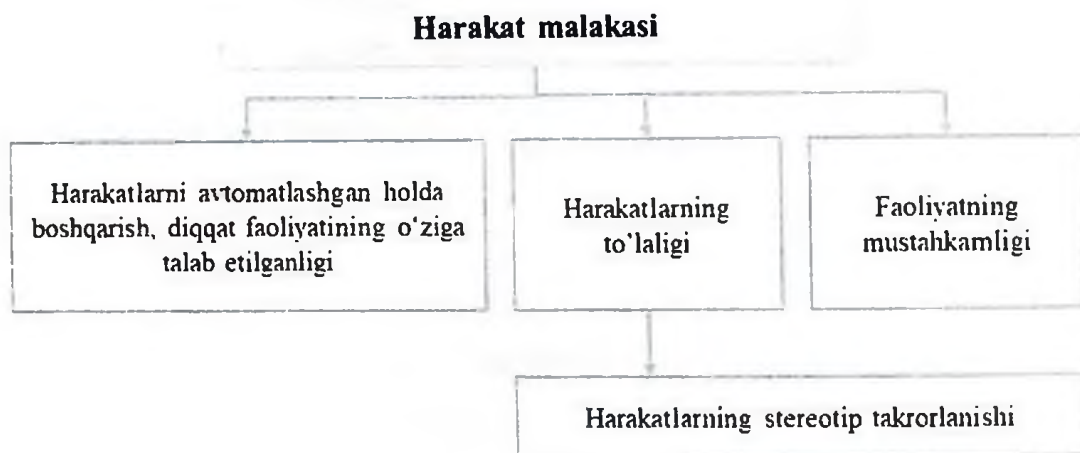 Harakat malakasi
Harakatlarni avtomatlashgan holda
boshqarish, diqqat faoliyatining o‘ziga
talab etilganligi
Harakatlarning
to’laligi
Faoliyatning
mustahkamligi
Harakatlarning stereotip takrorlanishi